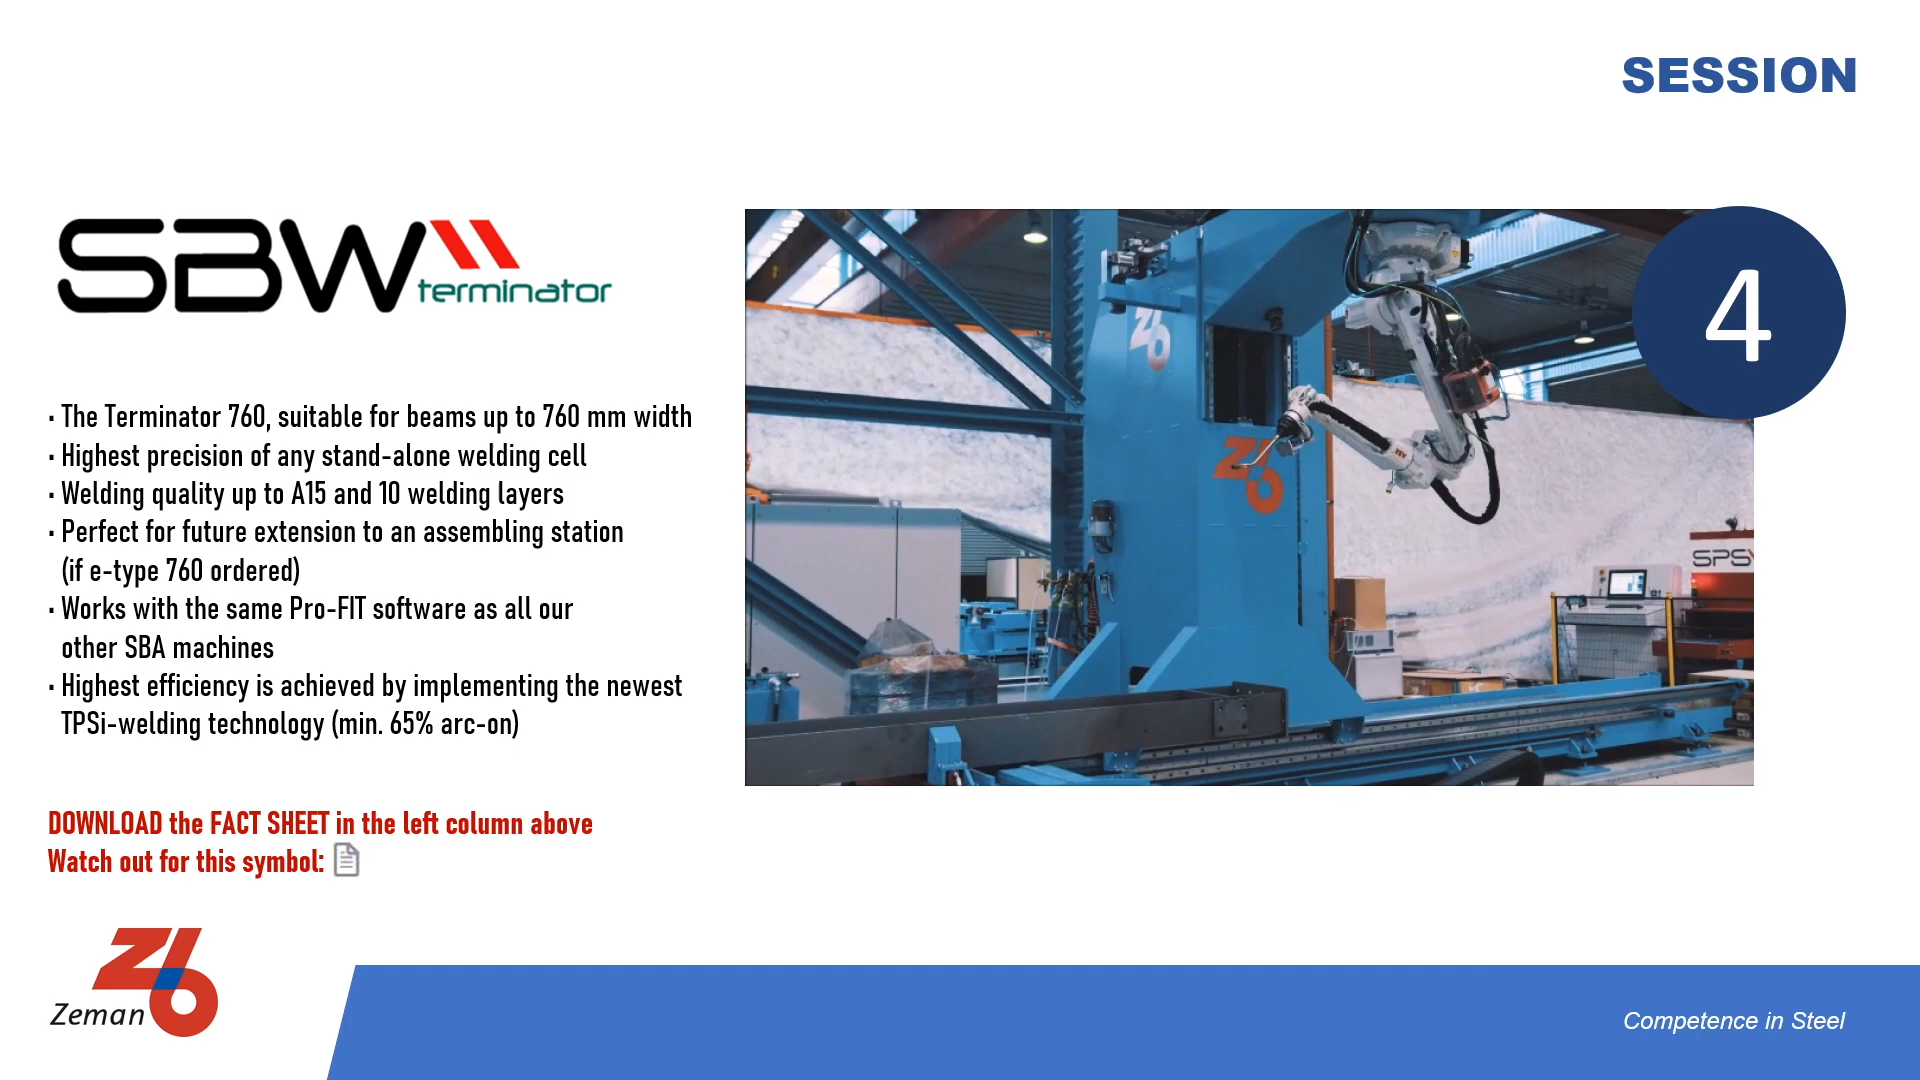 SESSION
SBW terminator
4
· The Terminator 760, suitable for beams up to 760 mm width
· Highest precision of any stand-alone welding cell
· Welding quality up to A15 and 10 welding layers
· Perfect for future extension to an assembling station
(if e-type 760 ordered)
· Works with the same Pro-FIT software as all our
other SBA machines
· Highest efficiency is achieved by implementing the newest
TPSi-welding technology (min. 65% arc-on)
DOWNLOAD the FACT SHEET in the left column above
Watch out for this symbol:
Zeman
Competence in Steel